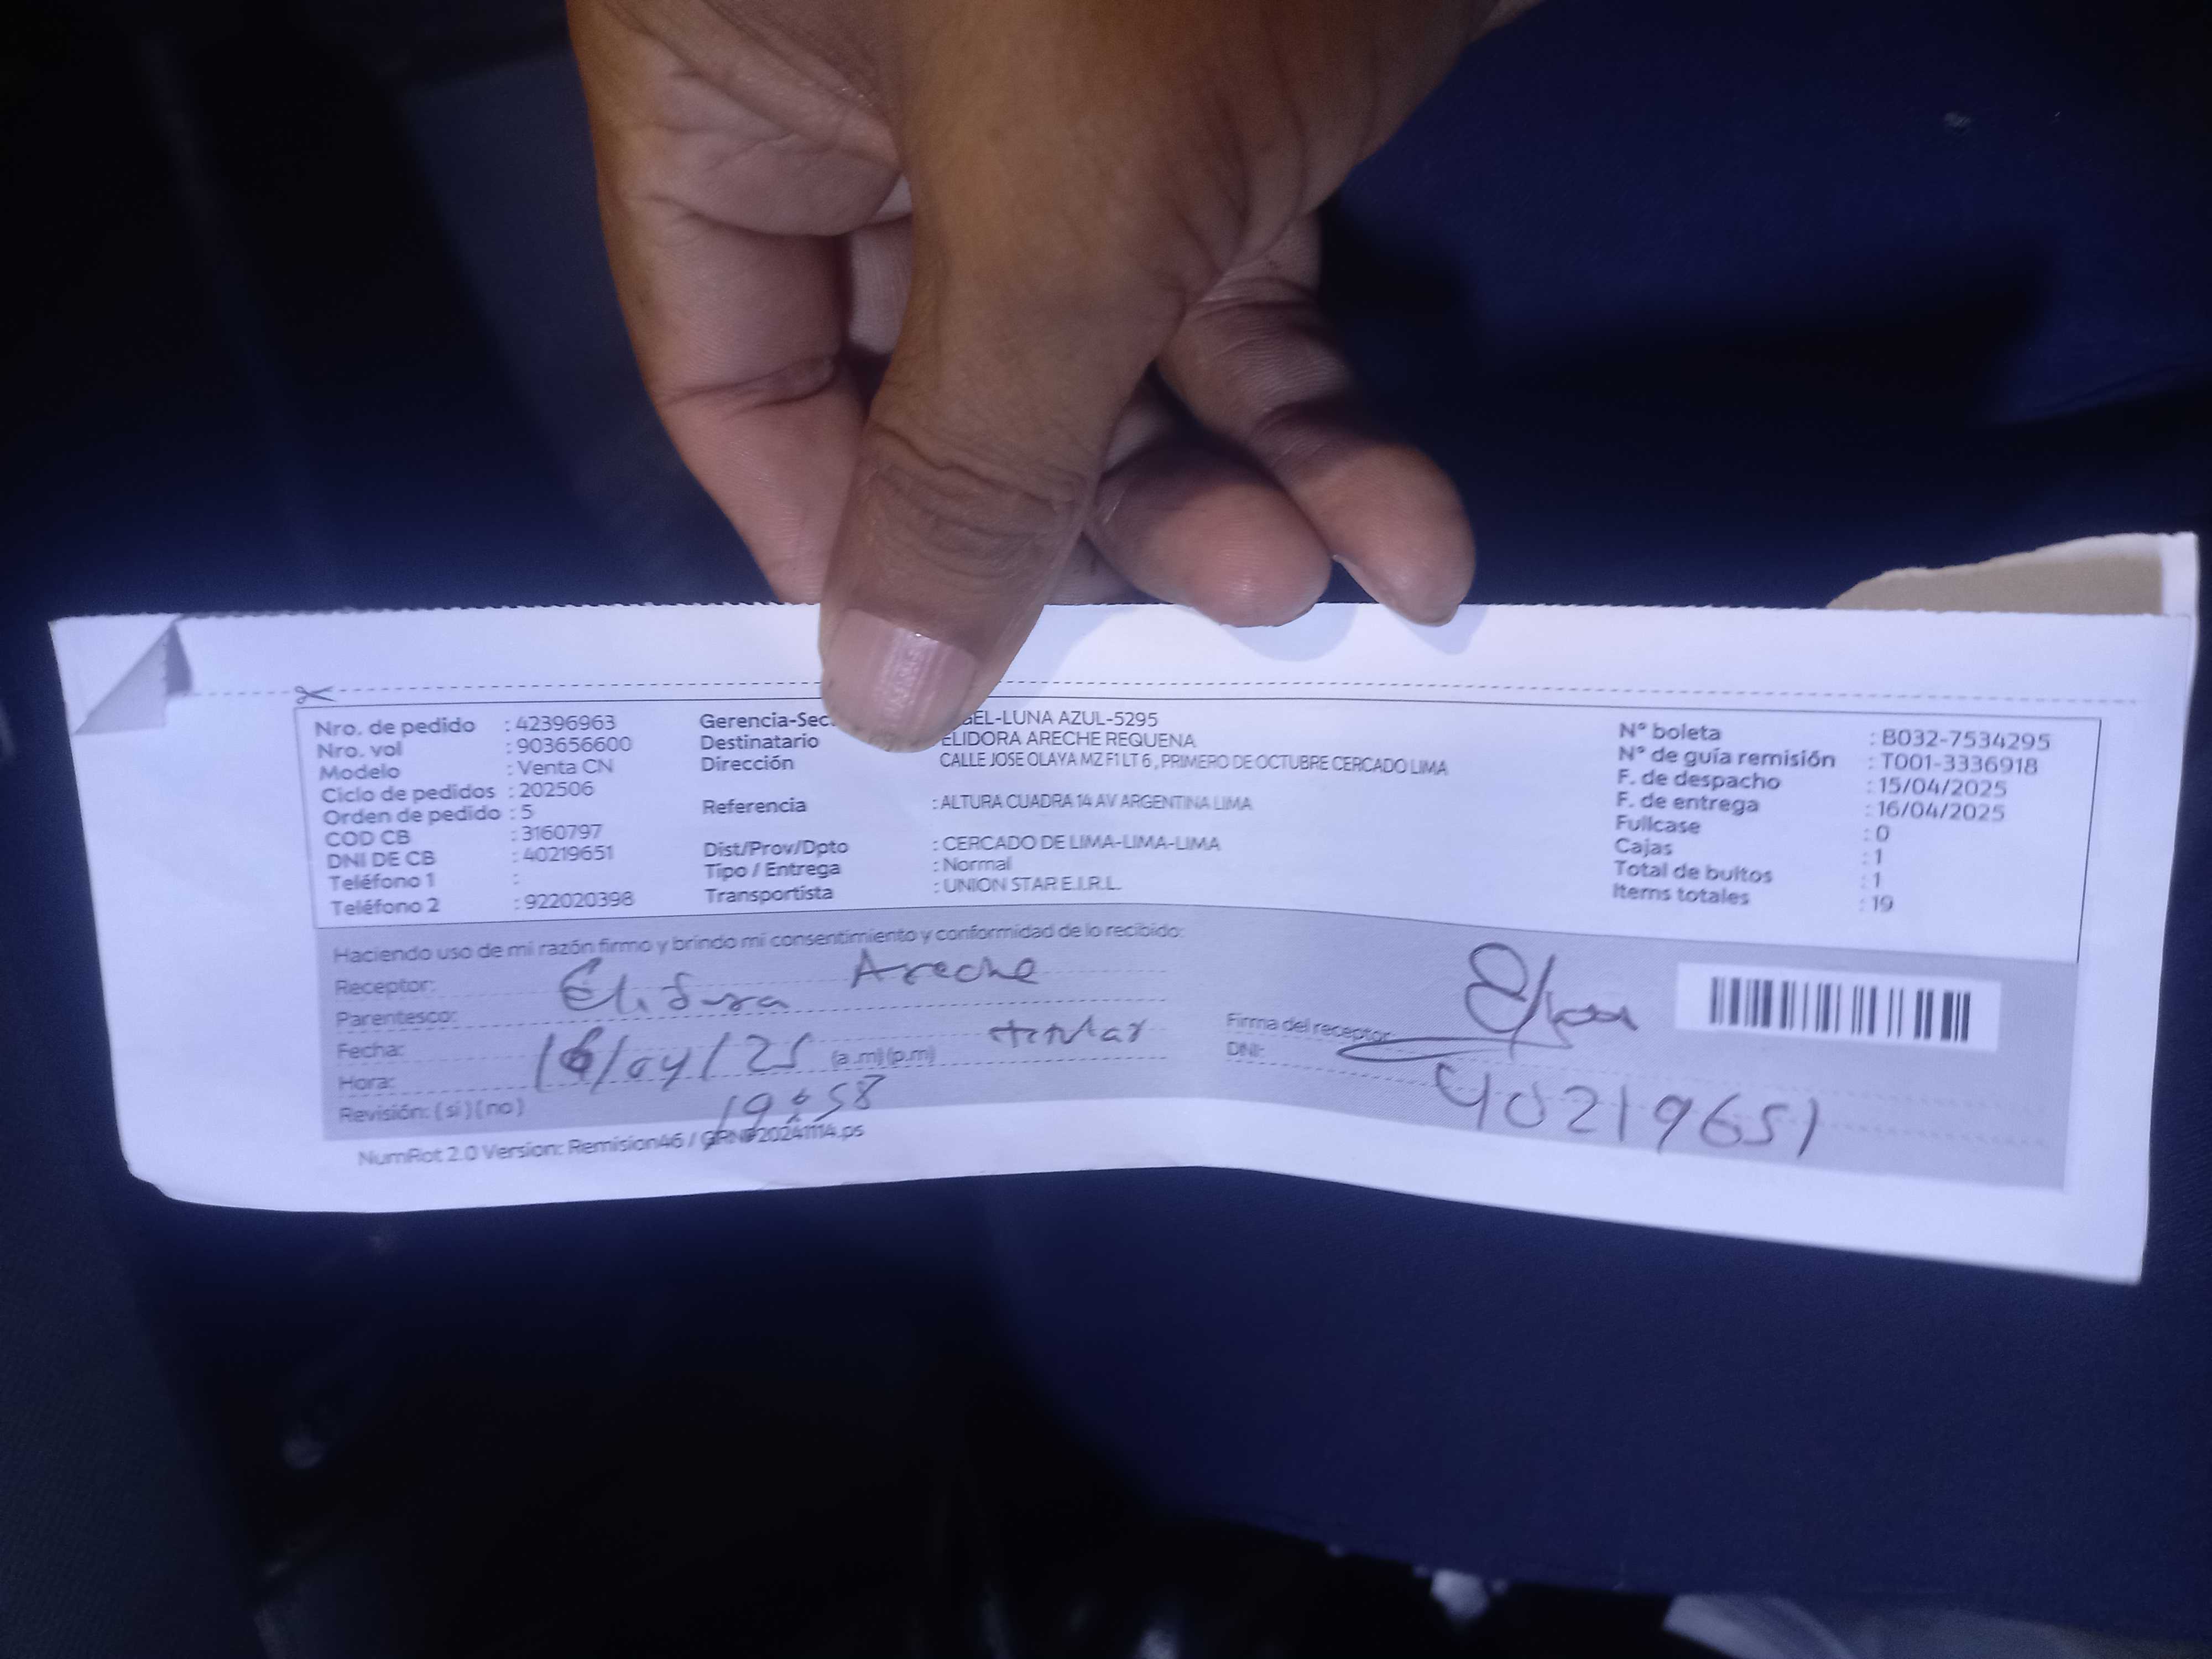 Nro. de pedido : 42396963
Nro. vol : 903656600
Modelo : Venta CN
Ciclo de pedidos : 202506
Orden de pedido : 5
COD CB : 3160797
DNI DE CB : 40219651
Teléfono 1 :
Teléfono 2 : 922020398
Gerencia-Sec GEL-LUNA AZUL-5295
Destinatario ELIDORA ARECHE REQUENA
Dirección CALLE JOSE OLAYA MZ F1 LT 6 , PRIMERO DE OCTUBRE CERCADO LIMA
Referencia : ALTURA CUADRA 14 AV ARGENTINA LIMA
Dist/Prov/Dpto : CERCADO DE LIMA-LIMA-LIMA
Tipo / Entrega : Normal
Transportista : UNION STAR E.I.R.L.
N° boleta : B032-7534295
N° de guía remisión : T001-3336918
F. de despacho : 15/04/2025
F. de entrega : 16/04/2025
Fullcase : 0
Cajas : 1
Total de bultos : 1
Items totales : 19
Haciendo uso de mi razón firmo y brindo mi consentimiento y conformidad de lo recibido:
Receptor: Elidora Areche
Parentesco: titular
Fecha: 16/04/25 (a.m)(p.m)
Hora: 19:58
Revisión: (si)(no)
Firma del receptor:
DNI: 40219651
NumRot 2.0 Version: Remision46 / GRNP20241114.ps